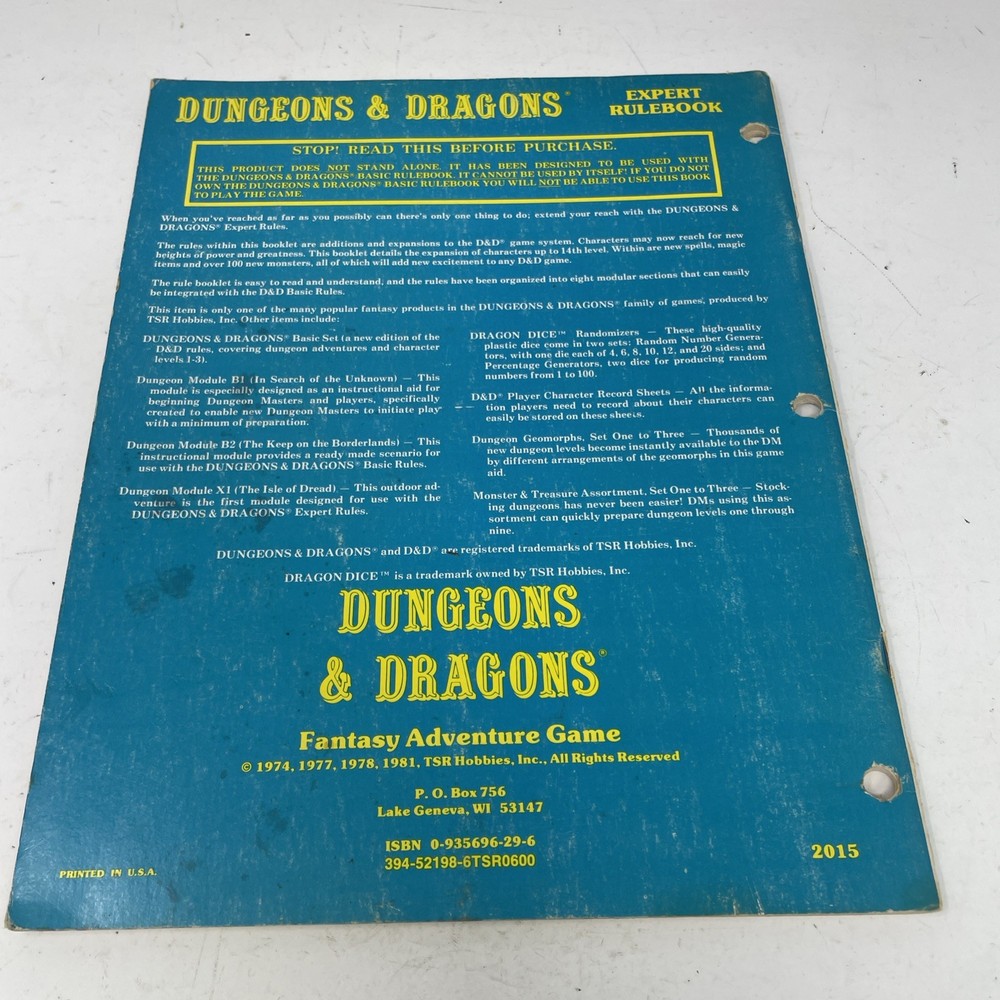 DUNGEONS & DRAGONS®
EXPERT
RULEBOOK
STOP! READ THIS BEFORE PURCHASE.
THIS PRODUCT DOES NOT STAND ALONE. IT HAS BEEN DESIGNED TO BE USED WITH
THE DUNGEONS & DRAGONS® BASIC RULEBOOK. IT CANNOT BE USED BY ITSELF! IF YOU DO NOT
OWN THE DUNGEONS & DRAGONS® BASIC RULEBOOK YOU WILL NOT BE ABLE TO USE THIS BOOK
TO PLAY THE GAME.
When you've reached as far as you possibly can there's only one thing to do; extend your reach with the DUNGEONS &
DRAGONS® Expert Rules.
The rules within this booklet are additions and expansions to the D&D® game system. Characters may now reach for new
heights of power and greatness. This booklet details the expansion of characters up to 14th level. Within are new spells, magic
items and over 100 new monsters, all of which will add new excitement to any D&D game.
The rule booklet is easy to read and understand, and the rules have been organized into eight modular sections that can easily
be integrated with the D&D Basic Rules.
This item is only one of the many popular fantasy products in the DUNGEONS & DRAGONS® family of games, produced by
TSR Hobbies, Inc. Other items include:
DUNGEONS & DRAGONS® Basic Set (a new edition of the
D&D rules, covering dungeon adventures and character
levels 1-3).
Dungeon Module B1 (In Search of the Unknown) — This
module is especially designed as an instructional aid for
beginning Dungeon Masters and players, specifically
created to enable new Dungeon Masters to initiate play
with a minimum of preparation.
Dungeon Module B2 (The Keep on the Borderlands) — This
instructional module provides a ready made scenario for
use with the DUNGEONS & DRAGONS® Basic Rules.
Dungeon Module X1 (The Isle of Dread) — This outdoor ad-
venture is the first module designed for use with the
DUNGEONS & DRAGONS® Expert Rules.
DRAGON DICE™ Randomizers — These high-quality
plastic dice come in two sets: Random Number Genera-
tors, with one die each of 4, 6, 8, 10, 12, and 20 sides; and
Percentage Generators, two dice for producing random
numbers from 1 to 100.
D&D® Player Character Record Sheets — All the informa-
tion players need to record about their characters can
easily be stored on these sheets.
Dungeon Geomorphs, Set One to Three — Thousands of
new dungeon levels become instantly available to the DM
by different arrangements of the geomorphs in this game
aid.
Monster & Treasure Assortment, Set One to Three — Stock-
ing dungeons has never been easier! DMs using this as-
sortment can quickly prepare dungeon levels one through
nine.
DUNGEONS & DRAGONS® and D&D® are registered trademarks of TSR Hobbies, Inc.
DRAGON DICE™ is a trademark owned by TSR Hobbies, Inc.
DUNGEONS
& DRAGONS®
Fantasy Adventure Game
© 1974, 1977, 1978, 1981, TSR Hobbies, Inc., All Rights Reserved
P. O. Box 756
Lake Geneva, WI 53147
ISBN 0-935696-29-6
394-52198-6TSR0600
PRINTED IN U.S.A.
2015